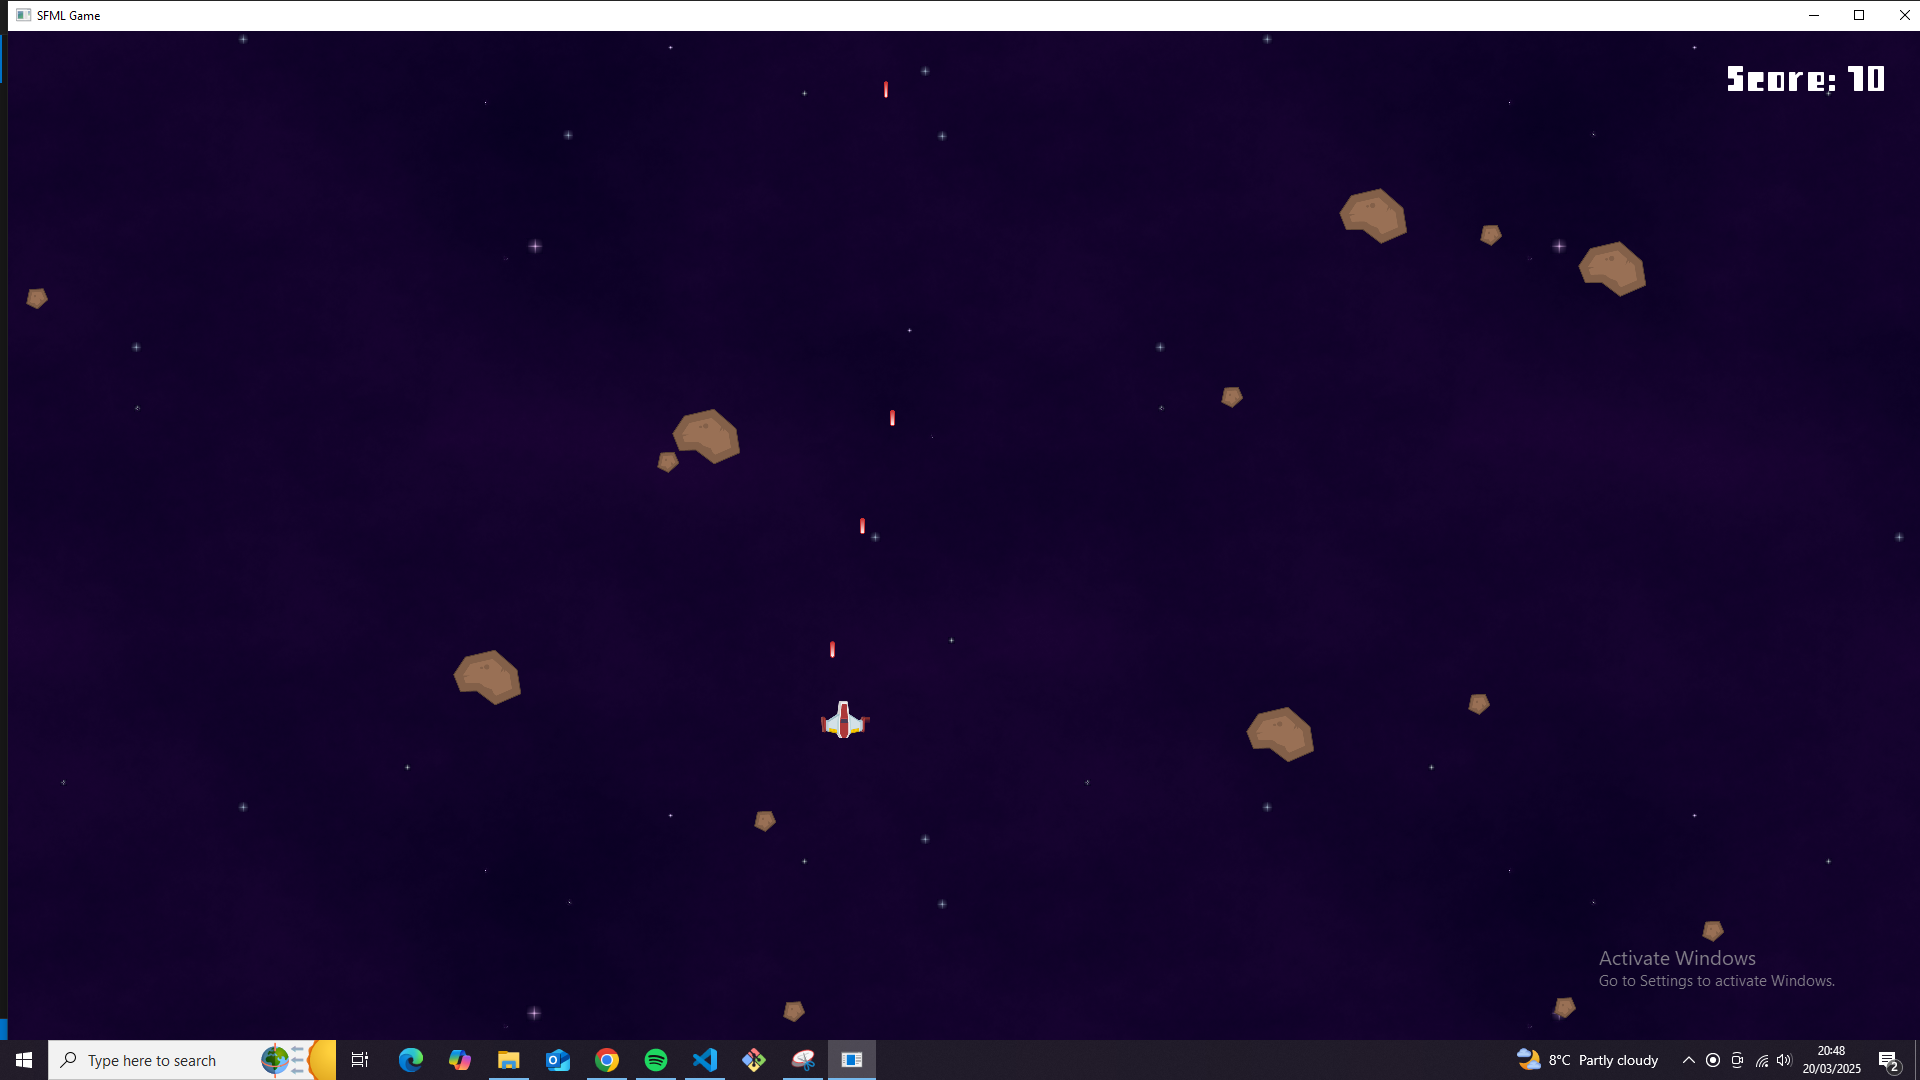 SFML Game
Score: 70
Activate Windows
Go to Settings to activate Windows.
Type here to search
8°C Partly cloudy
20:48
20/03/2025
2